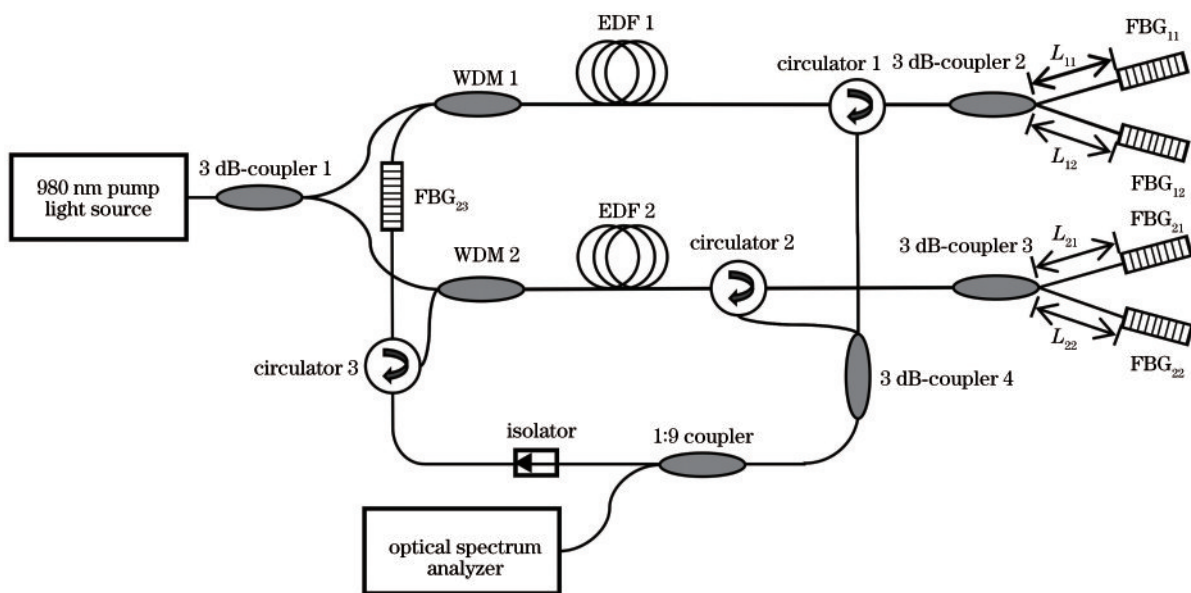 EDF 1
FBG11
circulator 1
3 dB-coupler 2
L11
WDM 1
L12
3 dB-coupler 1
980 nm pump
light source
FBG23
FBG12
EDF 2
FBG21
circulator 2
3 dB-coupler 3
L21
WDM 2
L22
circulator 3
FBG22
3 dB-coupler 4
isolator
1:9 coupler
optical spectrum
analyzer